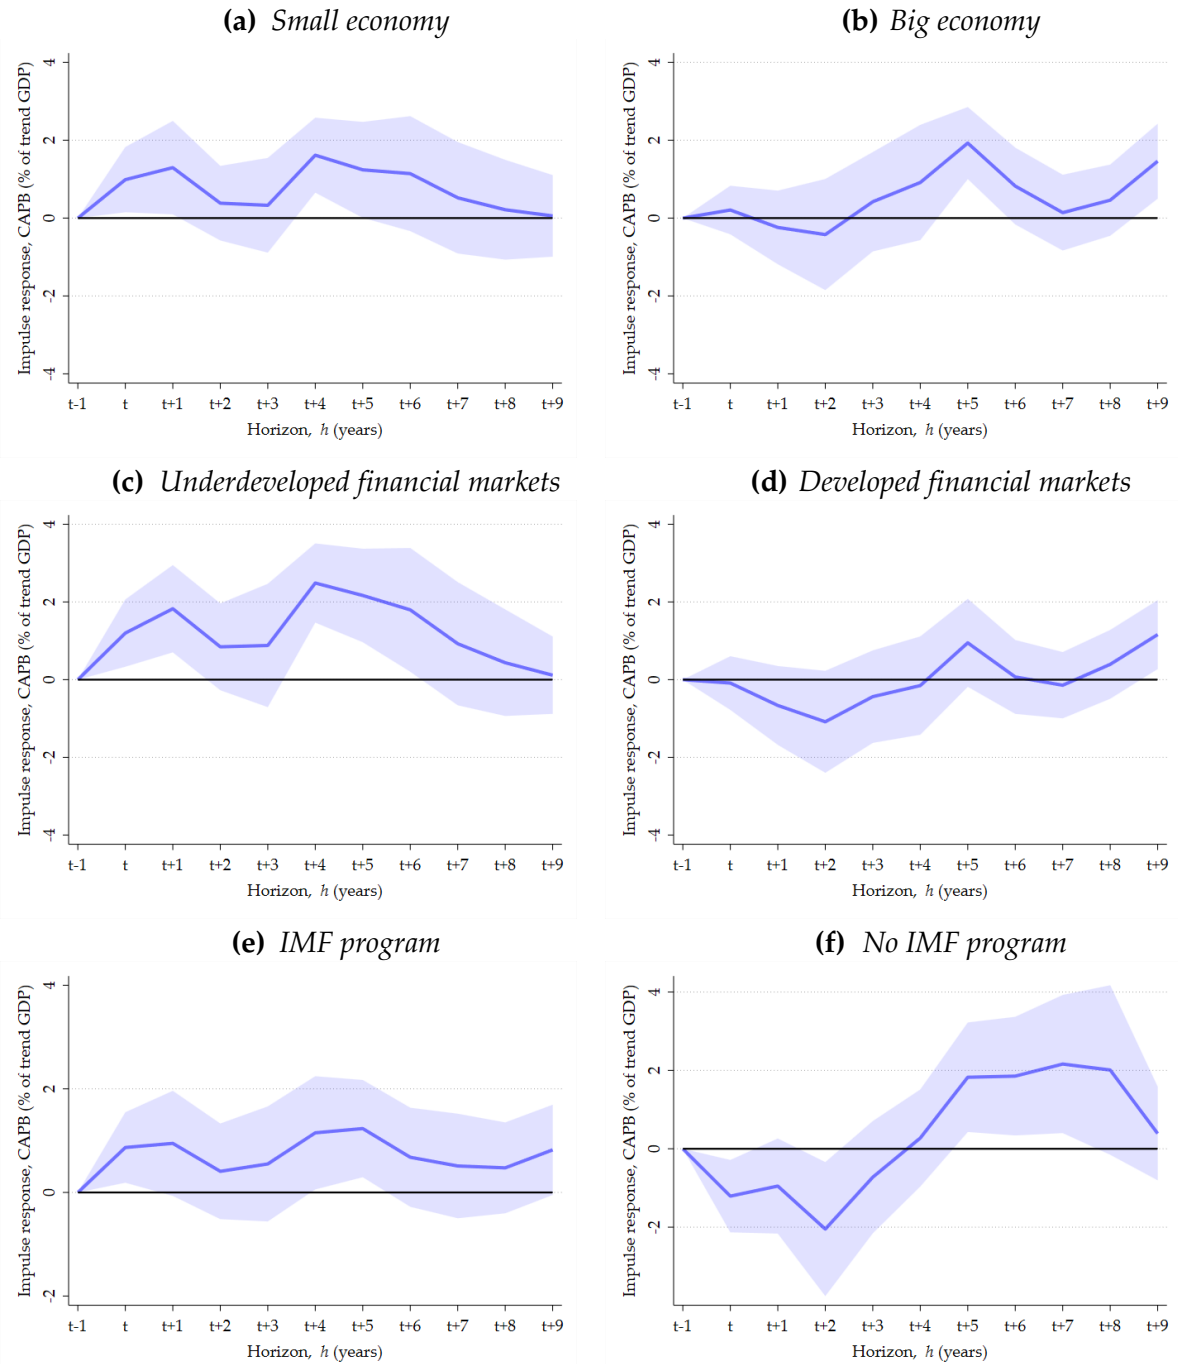 (a) Small economy
Impulse response, CAPB (% of trend GDP)
4
2
0
-2
-4
t-1 t t+1 t+2 t+3 t+4 t+5 t+6 t+7 t+8 t+9
Horizon, h (years)
(b) Big economy
Impulse response, CAPB (% of trend GDP)
4
2
0
-2
-4
t-1 t t+1 t+2 t+3 t+4 t+5 t+6 t+7 t+8 t+9
Horizon, h (years)
(c) Underdeveloped financial markets
Impulse response, CAPB (% of trend GDP)
4
2
0
-2
-4
t-1 t t+1 t+2 t+3 t+4 t+5 t+6 t+7 t+8 t+9
Horizon, h (years)
(d) Developed financial markets
Impulse response, CAPB (% of trend GDP)
4
2
0
-2
-4
t-1 t t+1 t+2 t+3 t+4 t+5 t+6 t+7 t+8 t+9
Horizon, h (years)
(e) IMF program
Impulse response, CAPB (% of trend GDP)
4
2
0
-2
t-1 t t+1 t+2 t+3 t+4 t+5 t+6 t+7 t+8 t+9
Horizon, h (years)
(f) No IMF program
Impulse response, CAPB (% of trend GDP)
4
2
0
-2
t-1 t t+1 t+2 t+3 t+4 t+5 t+6 t+7 t+8 t+9
Horizon, h (years)